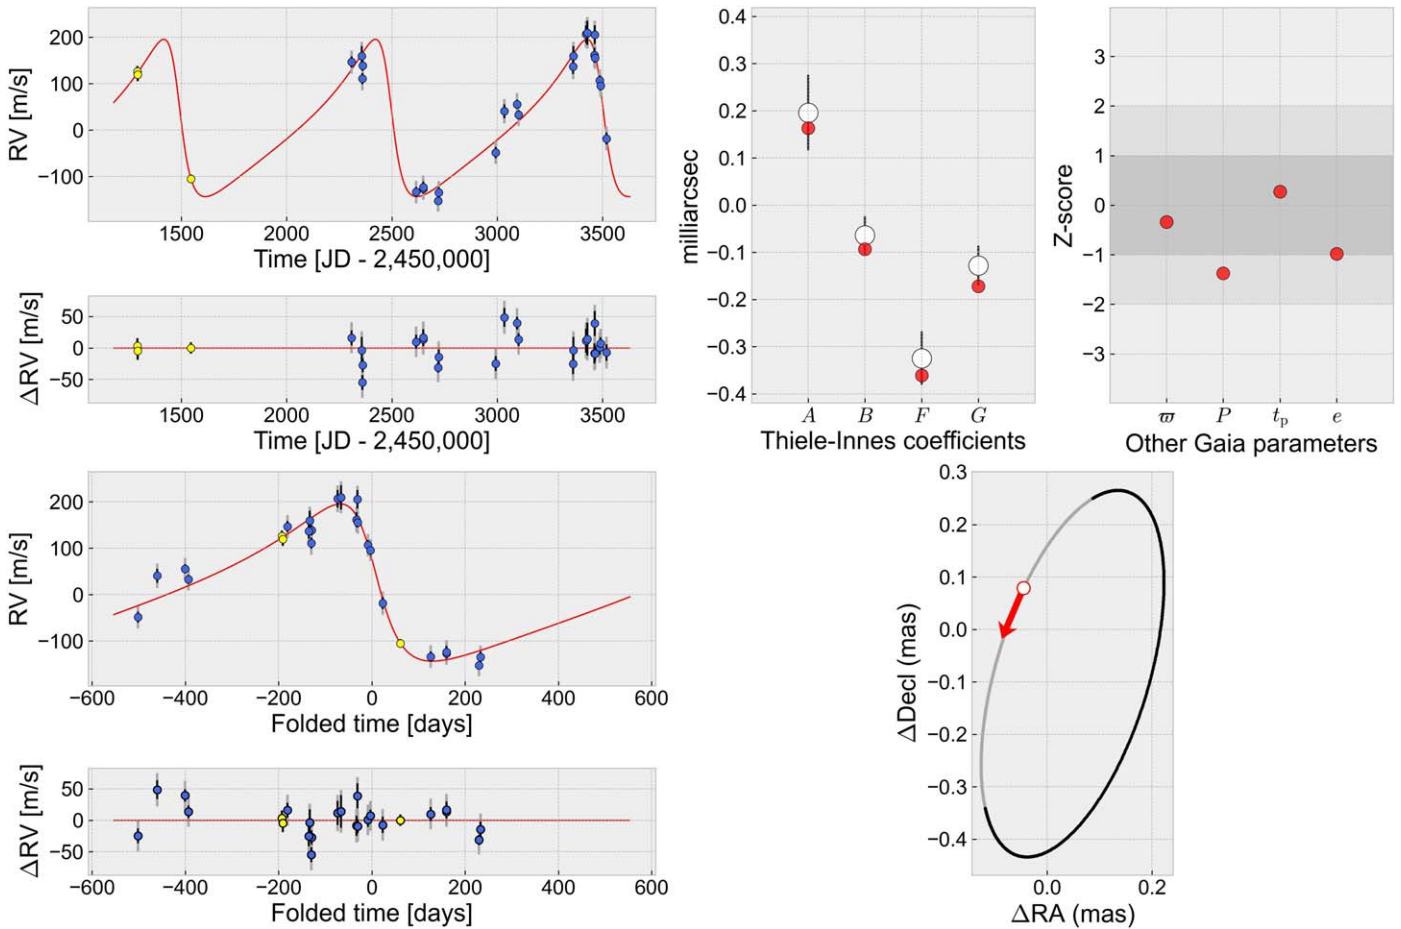 200
100
0
−100
RV [m/s]
1500 2000 2500 3000 3500
Time [JD - 2,450,000]
50
0
−50
ΔRV [m/s]
1500 2000 2500 3000 3500
Time [JD - 2,450,000]
0.4
0.3
0.2
0.1
0.0
−0.1
−0.2
−0.3
−0.4
milliarcsec
A B F G
Thiele-Innes coefficients
3
2
1
0
−1
−2
−3
Z-score
ϖ P tp e
Other Gaia parameters
200
100
0
−100
RV [m/s]
−600 −400 −200 0 200 400 600
Folded time [days]
50
0
−50
ΔRV [m/s]
−600 −400 −200 0 200 400 600
Folded time [days]
0.3
0.2
0.1
0.0
−0.1
−0.2
−0.3
−0.4
ΔDecl (mas)
0.0 0.2
ΔRA (mas)